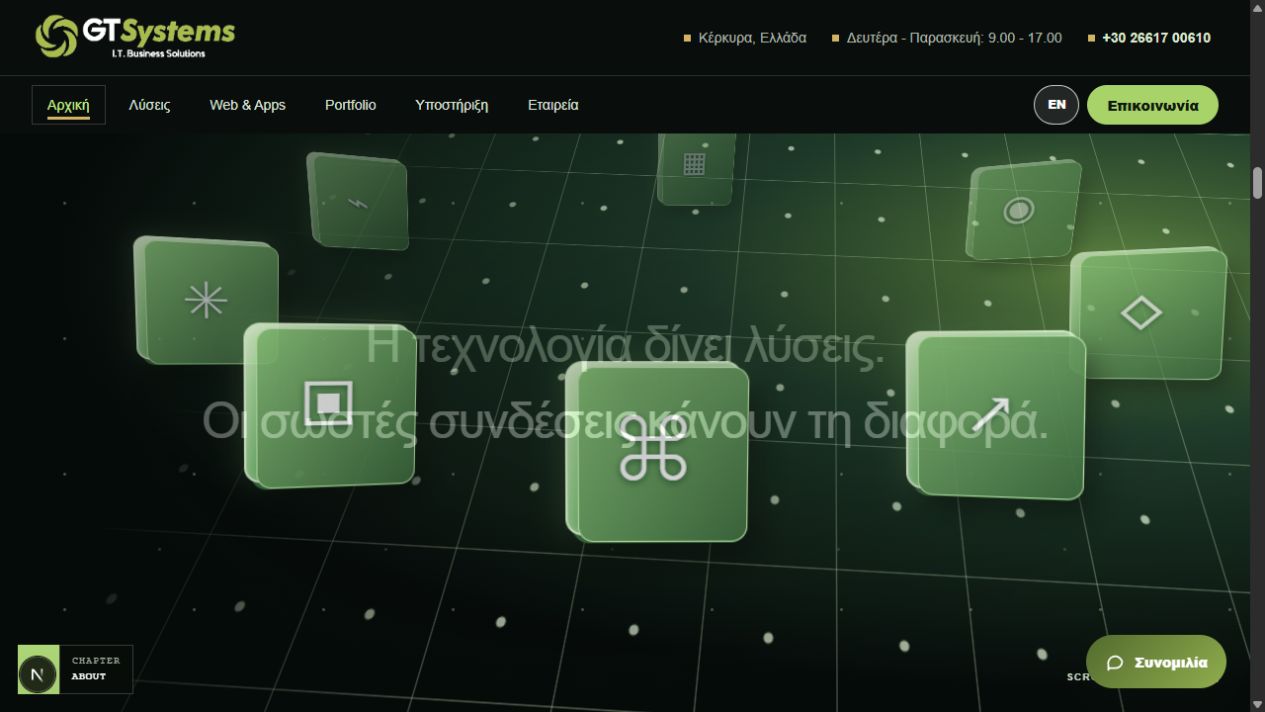 GTSystems
I.T. Business Solutions
Κέρκυρα, Ελλάδα
Δευτέρα - Παρασκευή: 9.00 - 17.00
+30 26617 00610
Αρχική
Λύσεις
Web & Apps
Portfolio
Υποστήριξη
Εταιρεία
EN
Επικοινωνία
Η τεχνολογία δίνει λύσεις.
Οι σωστές συνδέσεις κάνουν τη διαφορά.
N
CHAPTER
ABOUT
Συνομιλία